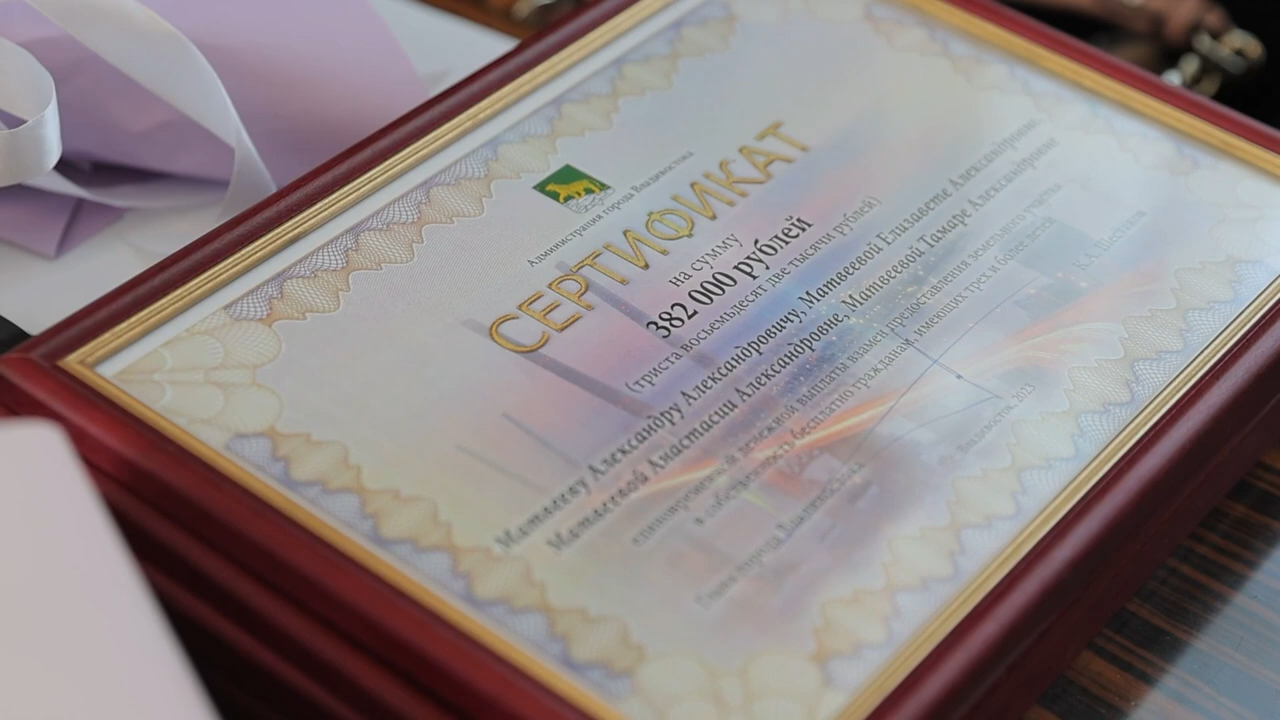 Администрация города Владивостока
СЕРТИФИКАТ
на сумму
382 000 рублей
(триста восемьдесят две тысячи рублей)
Матвееву Александру Александровичу, Матвеевой Елизавете Александровне,
Матвеевой Анастасии Александровне, Матвеевой Тамаре Александровне
единовременной денежной выплаты взамен предоставления земельного участка
в собственность бесплатно гражданам, имеющих трех и более детей
Глава города Владивостока
К.А. Шестаков
г. Владивосток, 2023